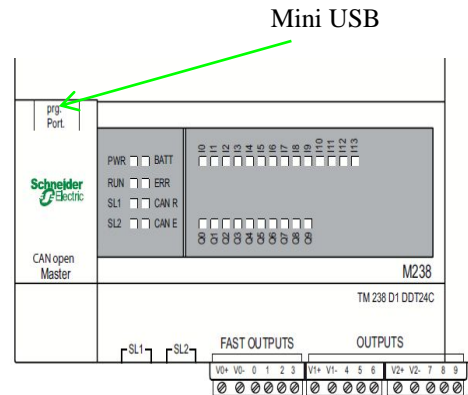 Mini USB
prg.
Port.
I0 I1 I2 I3 I4 I5 I6 I7 I8 I9 I10 I11 I12 I13
PWR BATT
RUN ERR
SL1 CAN R
SL2 CAN E
Schneider
Electric
Q0 Q1 Q2 Q3 Q4 Q5 Q6 Q7 Q8 Q9
CAN open
Master
M238
TM 238 D1 DDT24C
SL1 SL2 FAST OUTPUTS OUTPUTS
V0+ V0- 0 1 2 3 V1+ V1- 4 5 6 V2+ V2- 7 8 9